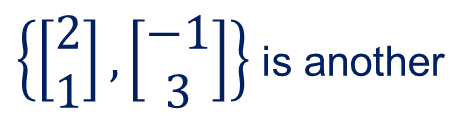 {[2 1], [−1 3]} is another